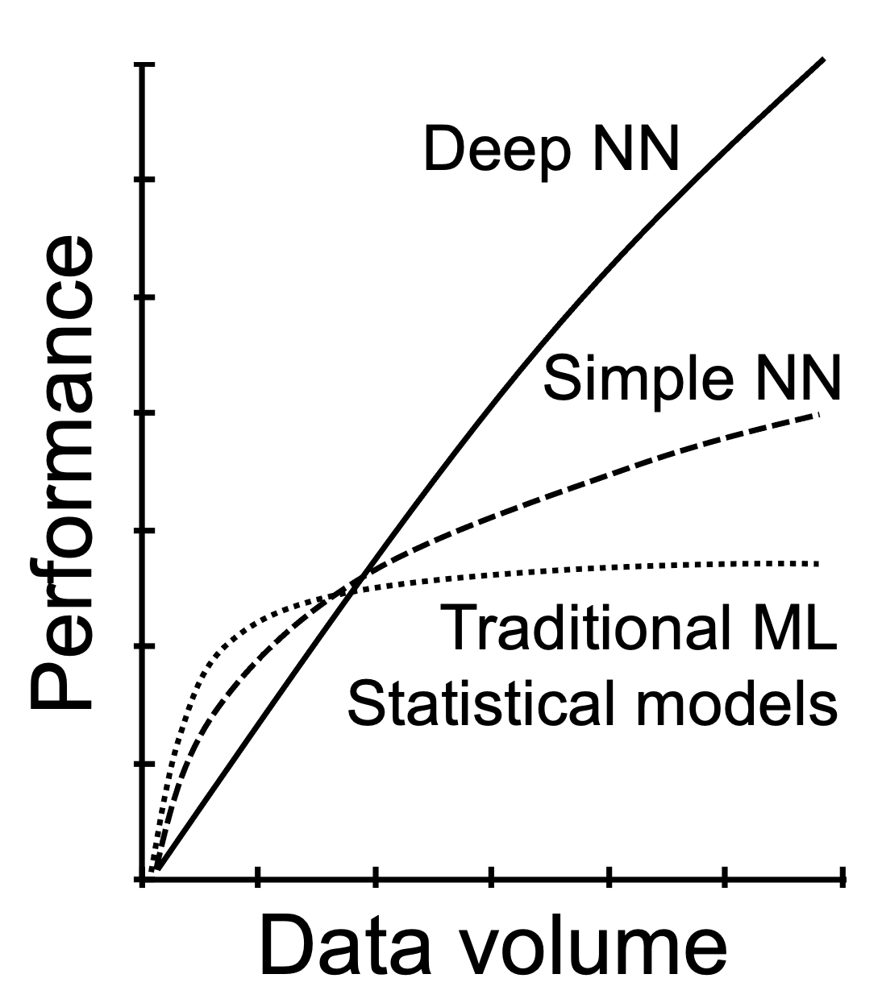 Deep NN
Simple NN
Traditional ML
Statistical models
Performance
Data volume